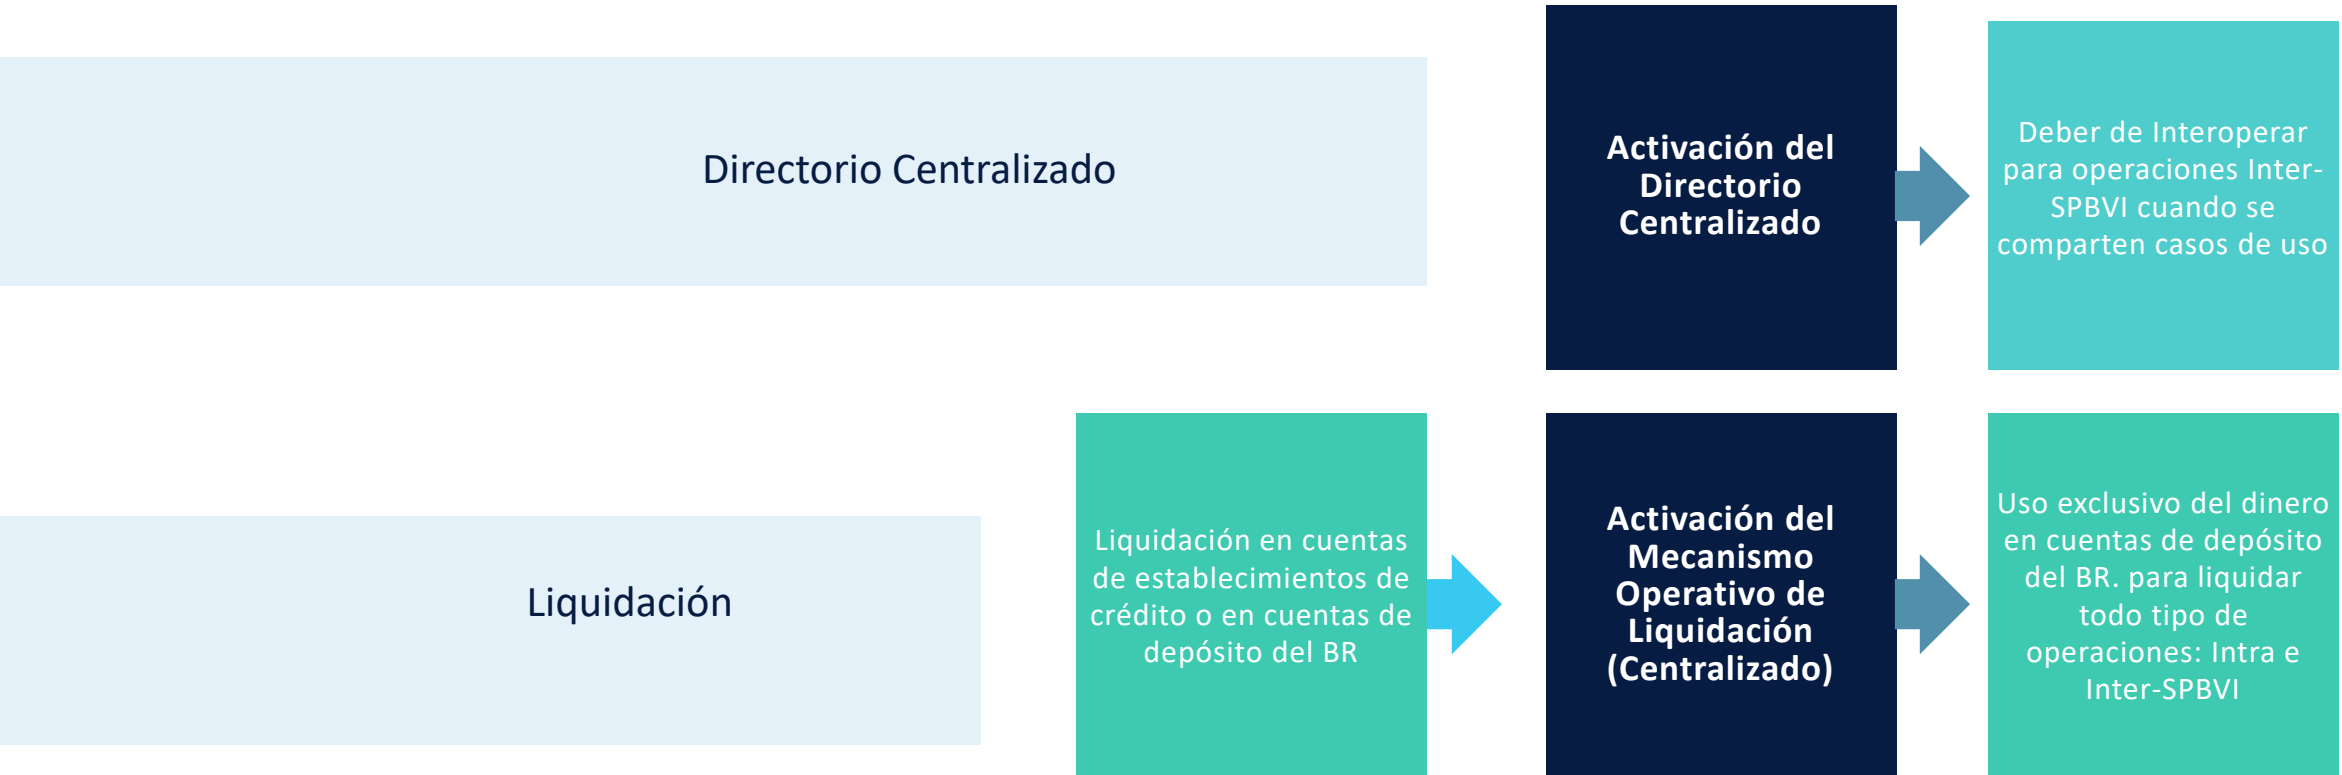 Directorio Centralizado
Activación del
Directorio
Centralizado
Deber de Interoperar
para operaciones Inter-
SPBVI cuando se
comparten casos de uso
Liquidación
Liquidación en cuentas
de establecimientos de
crédito o en cuentas de
depósito del BR
Activación del
Mecanismo
Operativo de
Liquidación
(Centralizado)
Uso exclusivo del dinero
en cuentas de depósito
del BR. para liquidar
todo tipo de
operaciones: Intra e
Inter-SPBVI